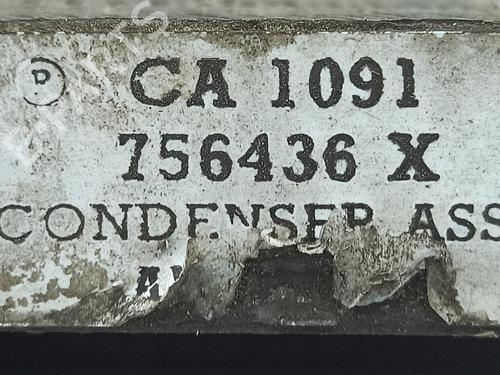 P CA 1091
756436 X
CONDENSER ASS